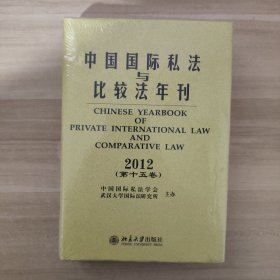 中国国际私法
与
比较法年刊
CHINESE YEARBOOK
OF
PRIVATE INTERNATIONAL LAW
AND
COMPARATIVE LAW
2012
(第十五卷)
中国国际私法学会
武汉大学国际法研究所 主办
北京大学出版社